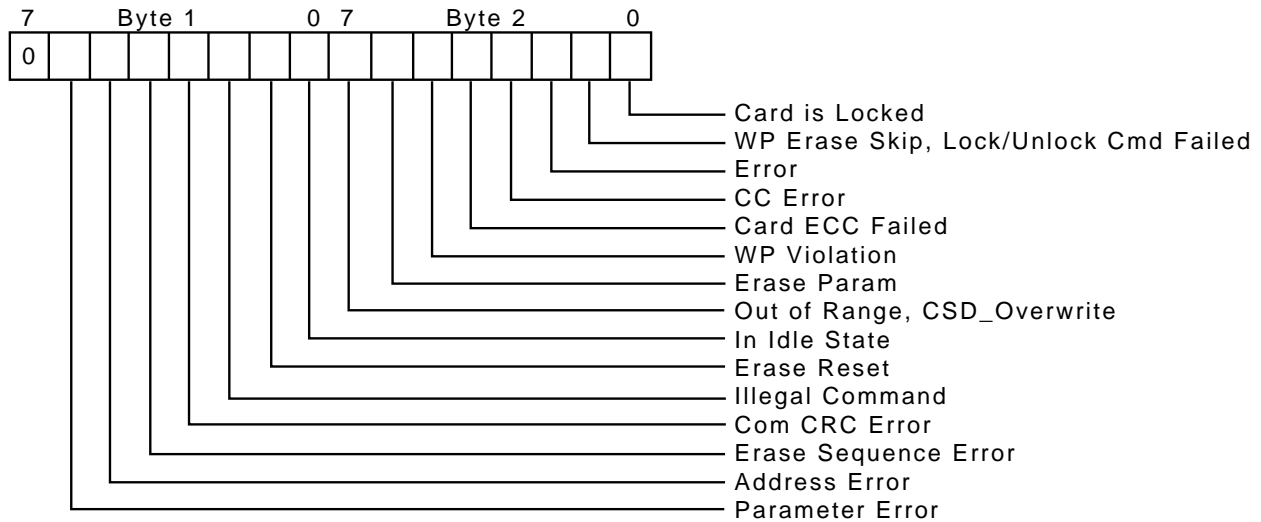 7 Byte 1 0 7 Byte 2 0
0
Card is Locked
WP Erase Skip, Lock/Unlock Cmd Failed
Error
CC Error
Card ECC Failed
WP Violation
Erase Param
Out of Range, CSD_Overwrite
In Idle State
Erase Reset
Illegal Command
Com CRC Error
Erase Sequence Error
Address Error
Parameter Error